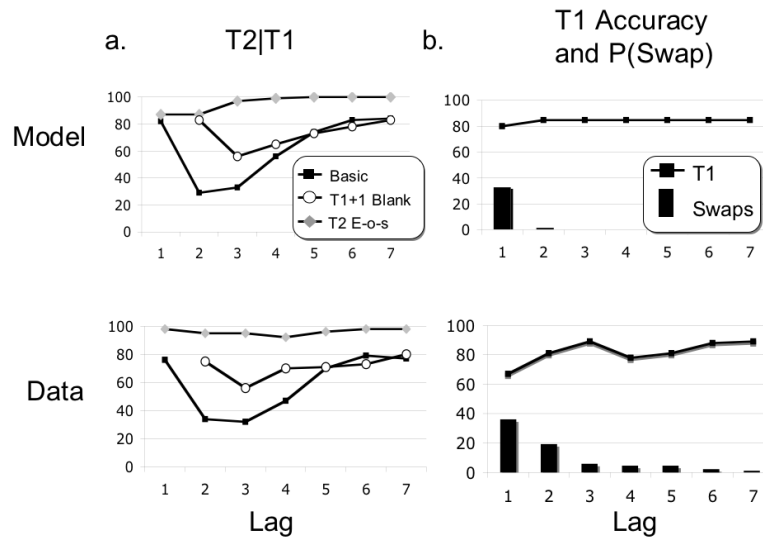 a.
T2|T1
b.
T1 Accuracy
and P(Swap)
Model
100
80
60
40
20
0
1 2 3 4 5 6 7
Basic
T1+1 Blank
T2 E-o-s
100
80
60
40
20
0
1 2 3 4 5 6 7
T1
Swaps
Data
100
80
60
40
20
0
1 2 3 4 5 6 7
Lag
100
80
60
40
20
0
1 2 3 4 5 6 7
Lag